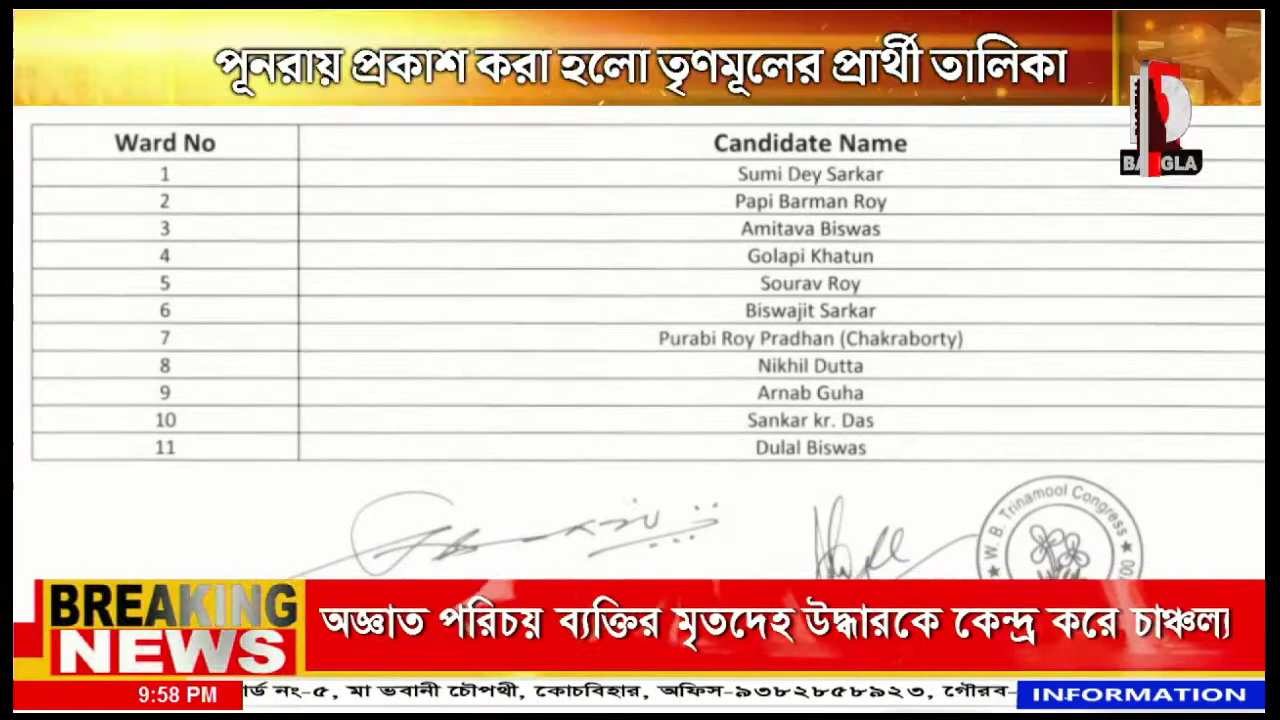 পূনরায় প্রকাশ করা হলো তৃণমূলের প্রার্থী তালিকা
BANGLA
Ward No Candidate Name
1 Sumi Dey Sarkar
2 Papi Barman Roy
3 Amitava Biswas
4 Golapi Khatun
5 Sourav Roy
6 Biswajit Sarkar
7 Purabi Roy Pradhan (Chakraborty)
8 Nikhil Dutta
9 Arnab Guha
10 Sankar kr. Das
11 Dulal Biswas
★ W. B. Trinamool Congress ★
BREAKING
NEWS
অজ্ঞাত পরিচয় ব্যক্তির মৃতদেহ উদ্ধারকে কেন্দ্র করে চাঞ্চল্য
9:58 PM
নং-৫, মা ভবানী চৌপথী, কোচবিহার, অফিস-৯৩৮২৮৫৮৯২৩, গৌরব-
INFORMATION